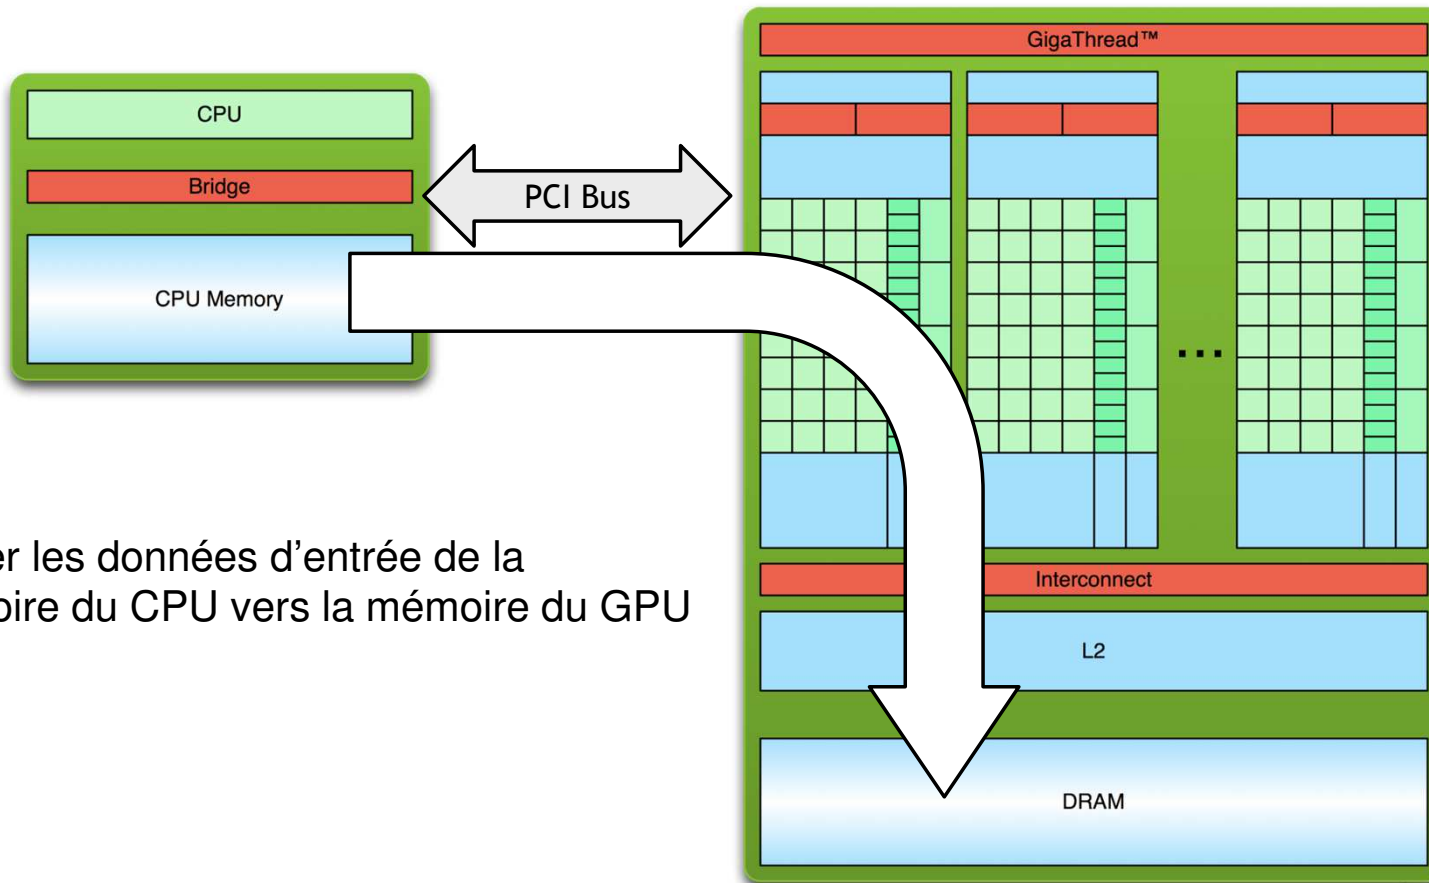 GigaThread™
CPU
Bridge
PCI Bus
CPU Memory
...
er les données d'entrée de la
oire du CPU vers la mémoire du GPU
Interconnect
L2
DRAM